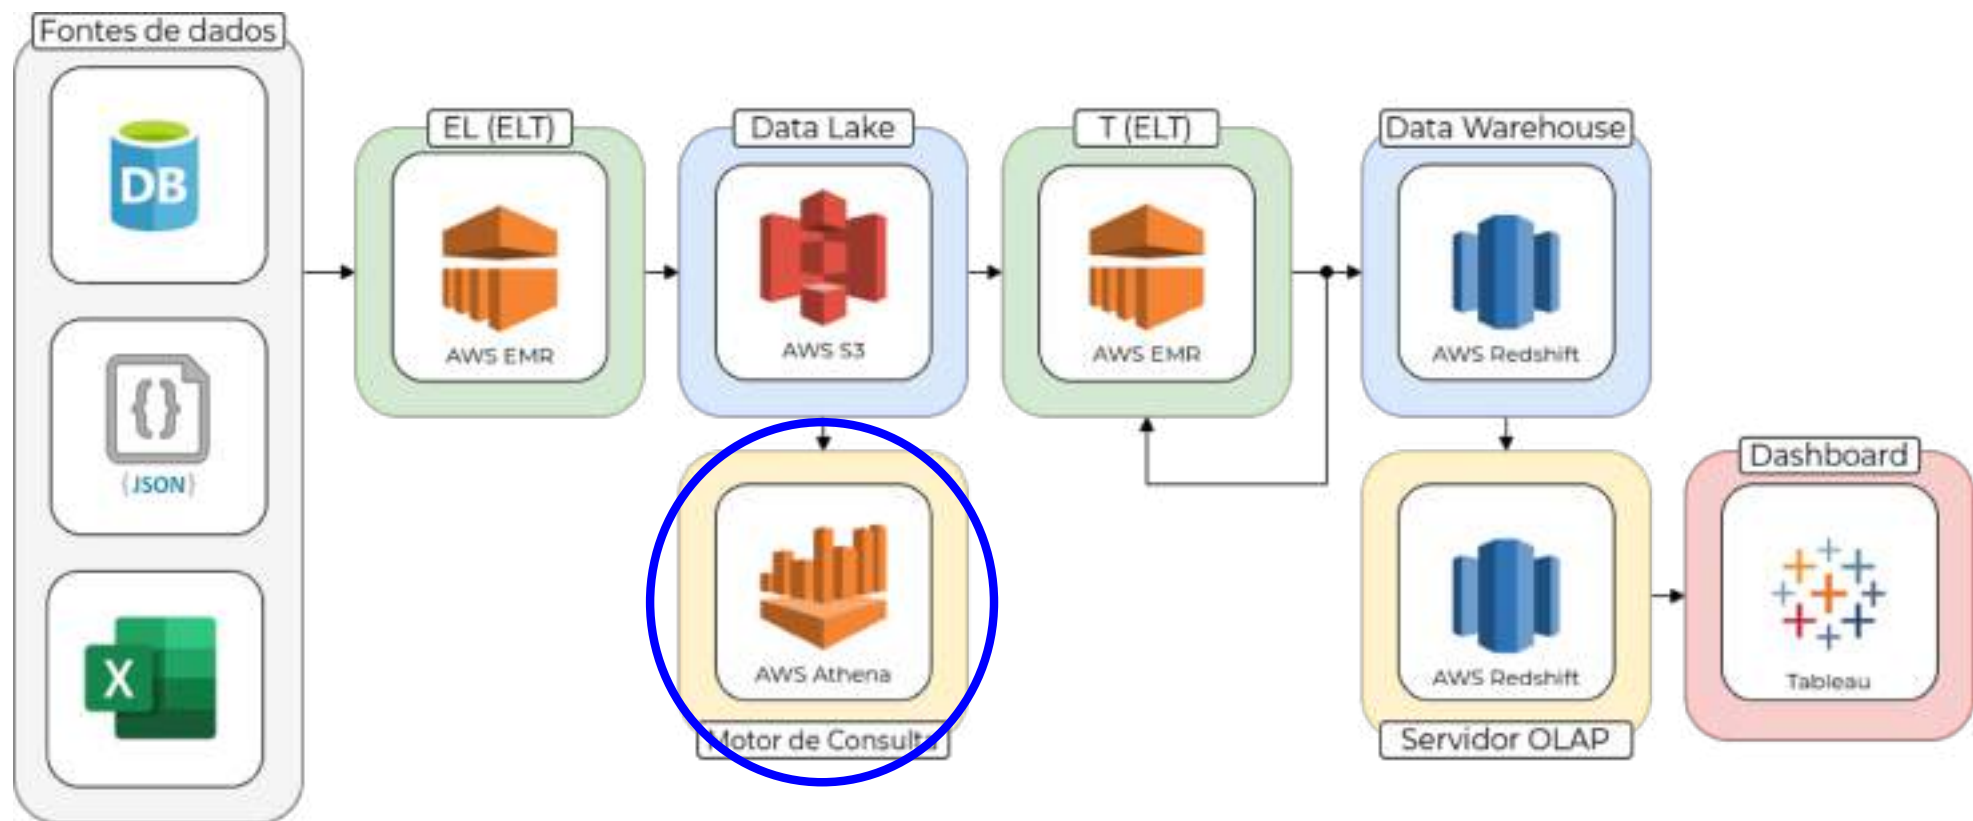 Fontes de dados
DB
{}
{JSON}
X
EL (ELT)
AWS EMR
Data Lake
AWS S3
T (ELT)
AWS EMR
Data Warehouse
AWS Redshift
AWS Athena
Motor de Consulta
AWS Redshift
Servidor OLAP
Dashboard
Tableau